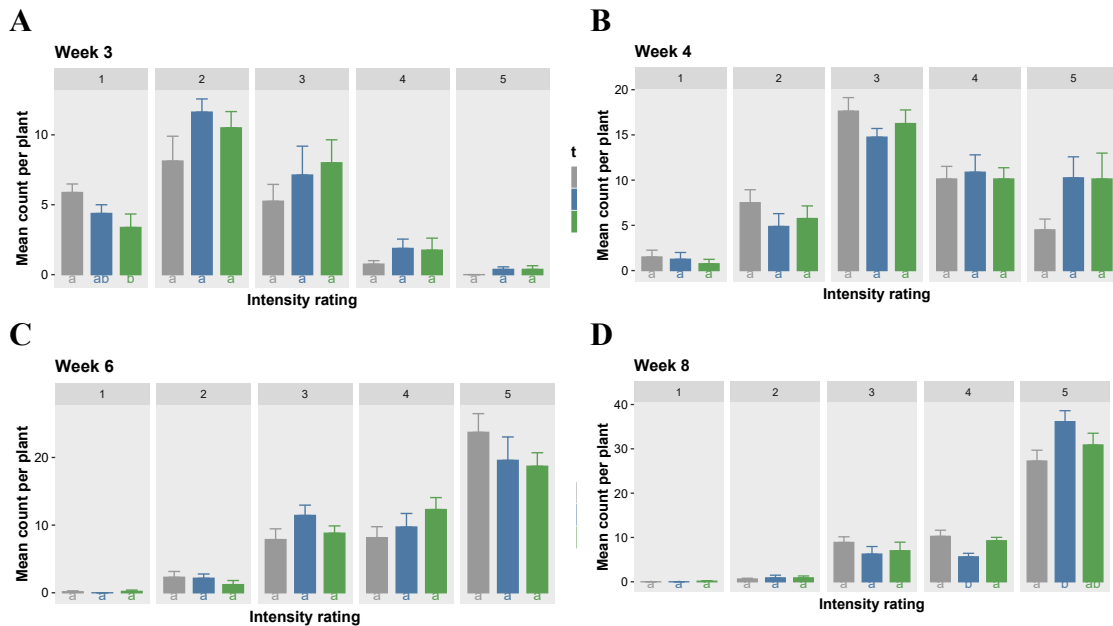 A
Week 3
1 2 3 4 5
10
5
0
a ab b a a a a a a a a a a a a
Mean count per plant
Intensity rating
t
B
Week 4
1 2 3 4 5
20
15
10
5
0
a a a a a a a a a a a a a a a
Mean count per plant
Intensity rating
C
Week 6
1 2 3 4 5
20
10
0
a a a a a a a a a a a a a a a
Mean count per plant
Intensity rating
D
Week 8
1 2 3 4 5
40
30
20
10
0
a a a a a a a a a a b a a b ab
Mean count per plant
Intensity rating